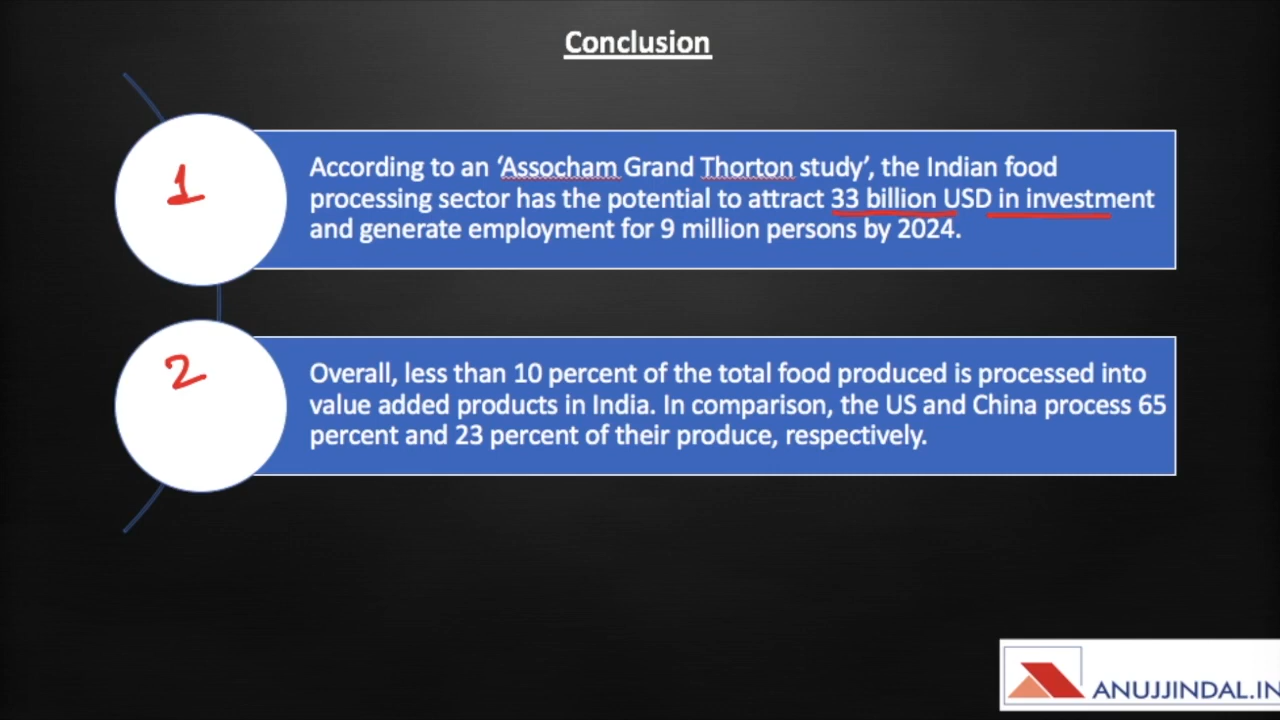 Conclusion
1
According to an ‘Assocham Grand Thorton study’, the Indian food
processing sector has the potential to attract 33 billion USD in investment
and generate employment for 9 million persons by 2024.
2
Overall, less than 10 percent of the total food produced is processed into
value added products in India. In comparison, the US and China process 65
percent and 23 percent of their produce, respectively.
ANUJJINDAL.IN